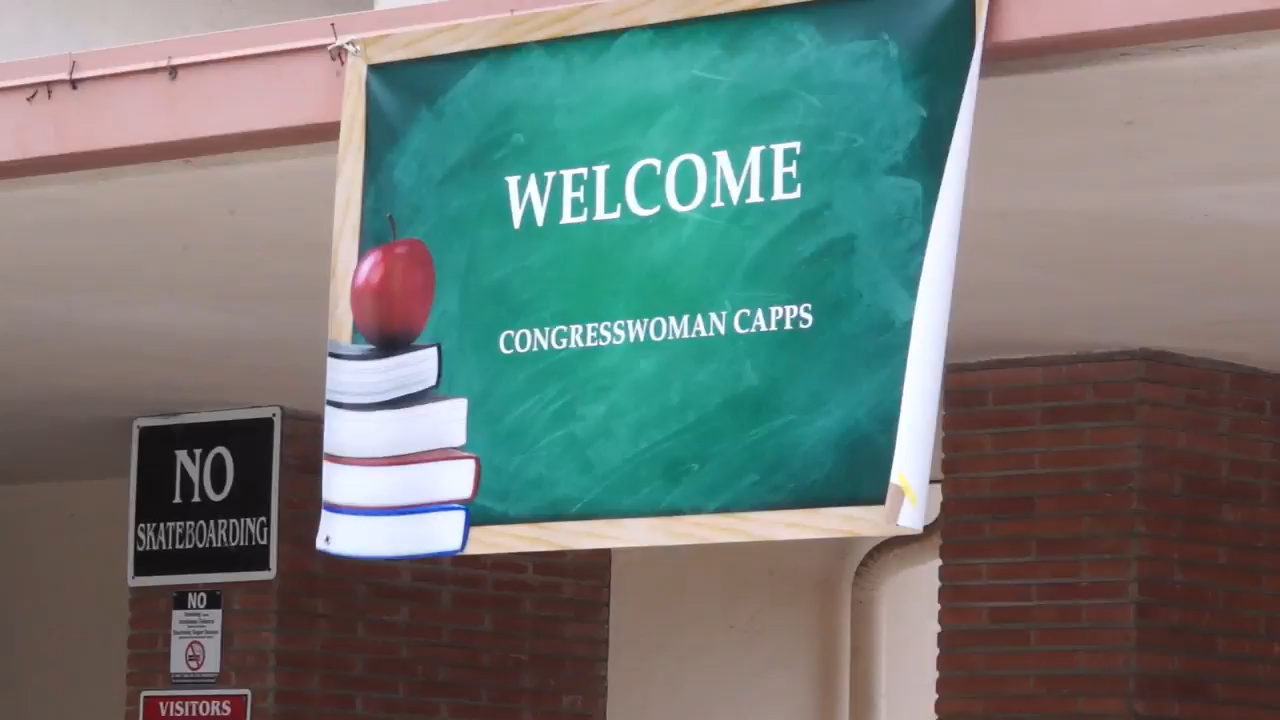 WELCOME
CONGRESSWOMAN CAPPS
NO
SKATEBOARDING
NO
VISITORS